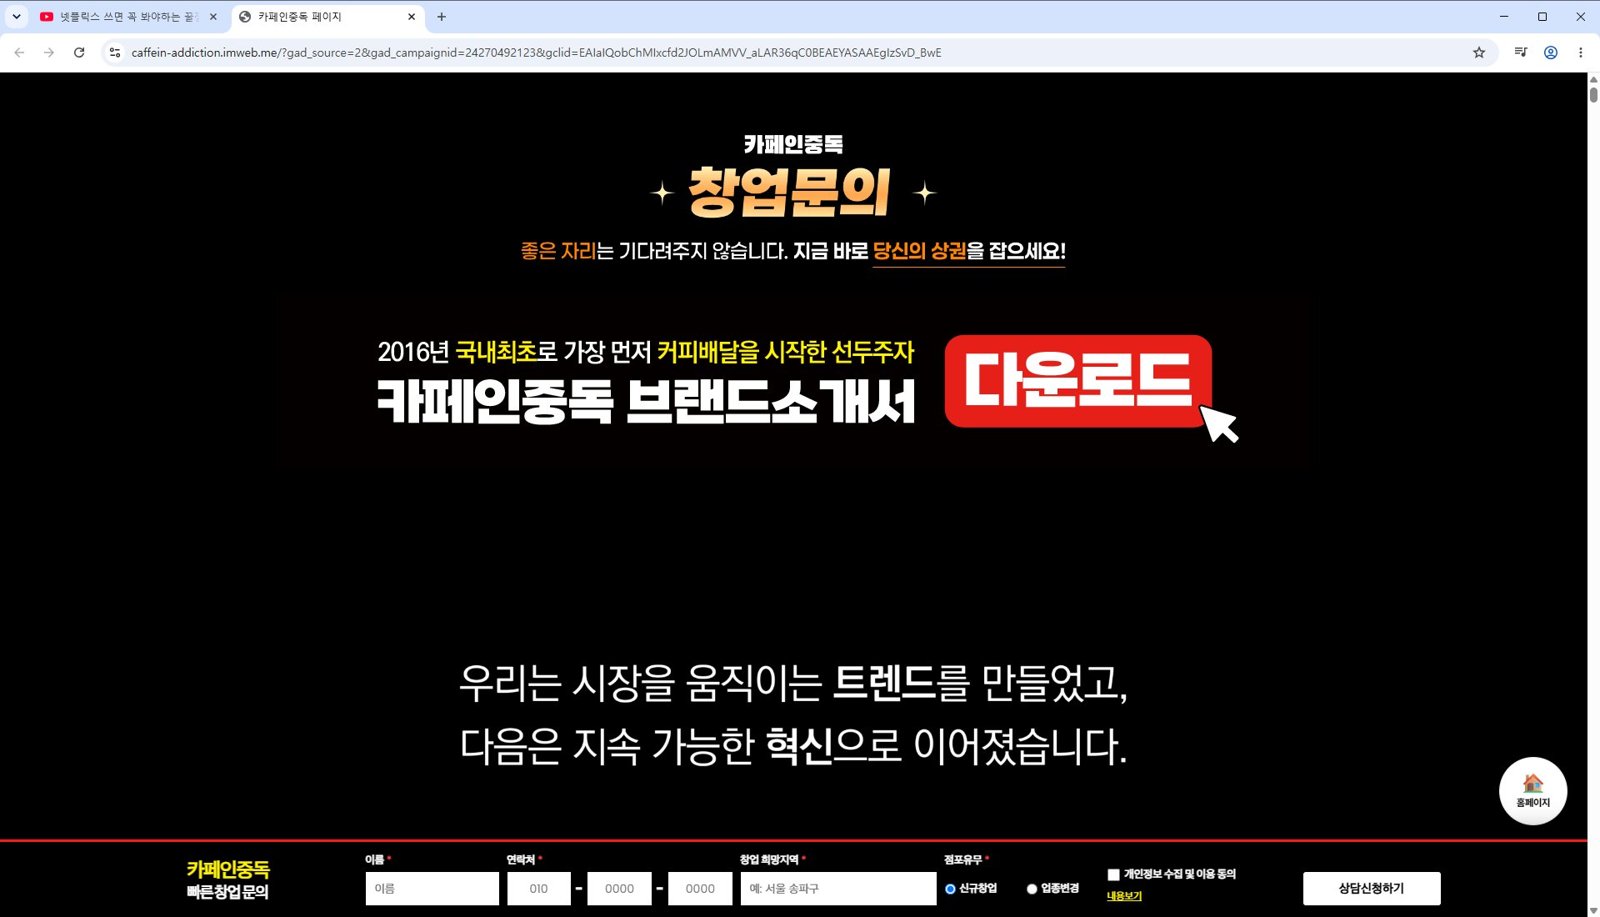 넷플릭스 쓰면 꼭 봐야하는 꿀
카페인중독 페이지
caffein-addiction.imweb.me/?gad_source=2&gad_campaignid=24270492123&gclid=EAIaIQobChMIxcfd2JOLmAMVV_aLAR36qC0BEAEYASAAEgIzSvD_BwE
카페인중독
창업문의
좋은 자리는 기다려주지 않습니다. 지금 바로 당신의 상권을 잡으세요!
2016년 국내최초로 가장 먼저 커피배달을 시작한 선두주자
카페인중독 브랜드소개서
다운로드
우리는 시장을 움직이는 트렌드를 만들었고,
다음은 지속 가능한 혁신으로 이어졌습니다.
홈페이지
카페인중독
빠른창업 문의
이름 *
이름
연락처 *
010 - 0000 - 0000
창업 희망지역 *
예: 서울 송파구
점포유무 *
신규창업 업종변경
개인정보 수집 및 이용 동의
내용보기
상담신청하기